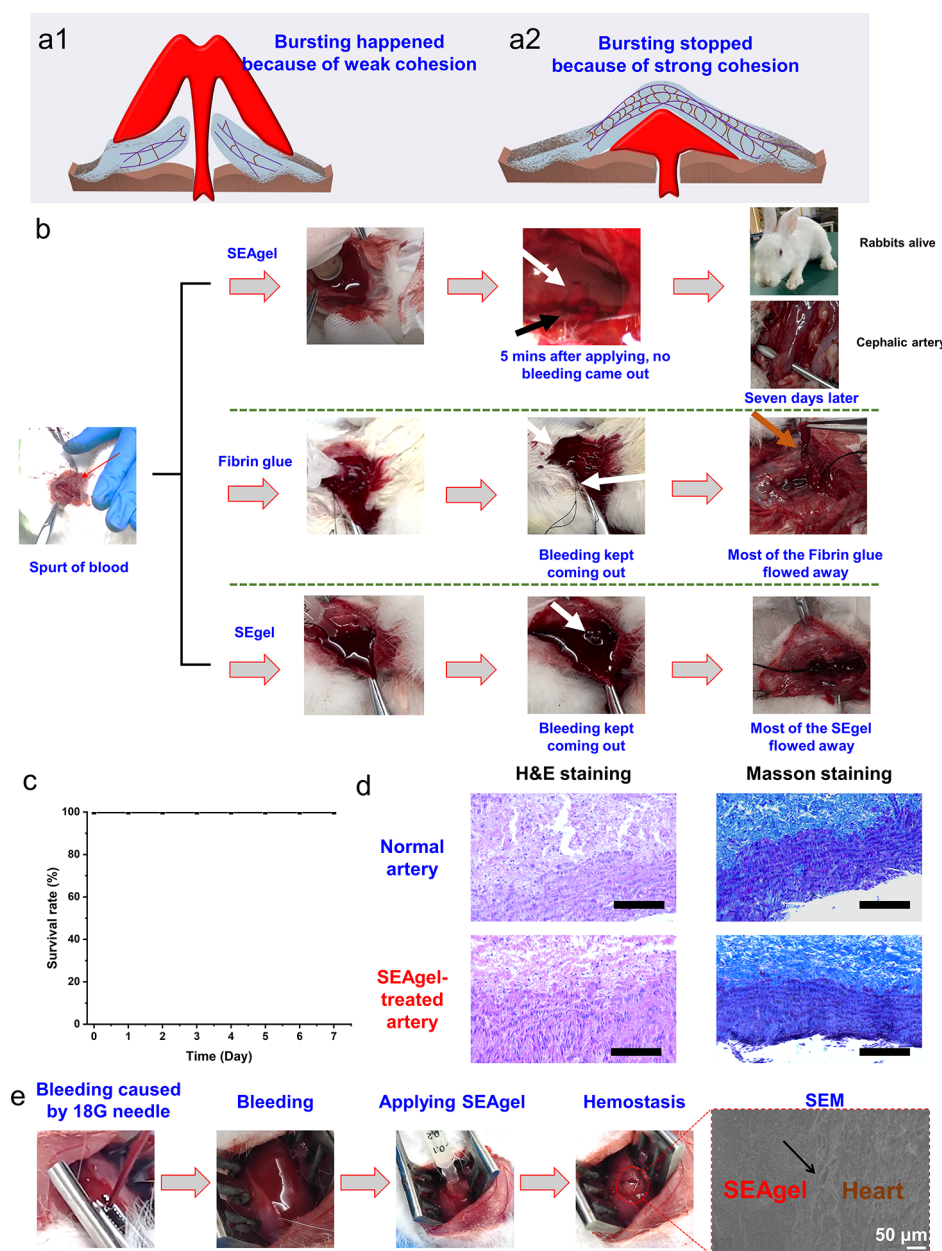 a1
Bursting happened
because of weak cohesion
a2
Bursting stopped
because of strong cohesion
b
SEAgel
5 mins after applying, no
bleeding came out
Rabbits alive
Cephalic artery
Seven days later
Spurt of blood
Fibrin glue
Bleeding kept
coming out
Most of the Fibrin glue
flowed away
SEgel
Bleeding kept
coming out
Most of the SEgel
flowed away
c
100
80
60
40
20
0
Survival rate (%)
0 1 2 3 4 5 6 7
Time (Day)
d
H&E staining
Masson staining
Normal
artery
SEAgel-
treated
artery
e
Bleeding caused
by 18G needle
Bleeding
Applying SEAgel
0.1
0.2
Hemostasis
SEM
SEAgel
Heart
50 μm